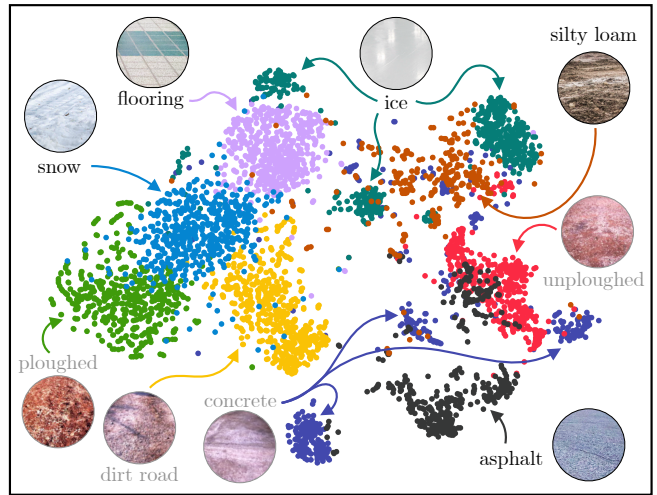 silty loam
flooring
ice
snow
unploughed
ploughed
concrete
dirt road
asphalt